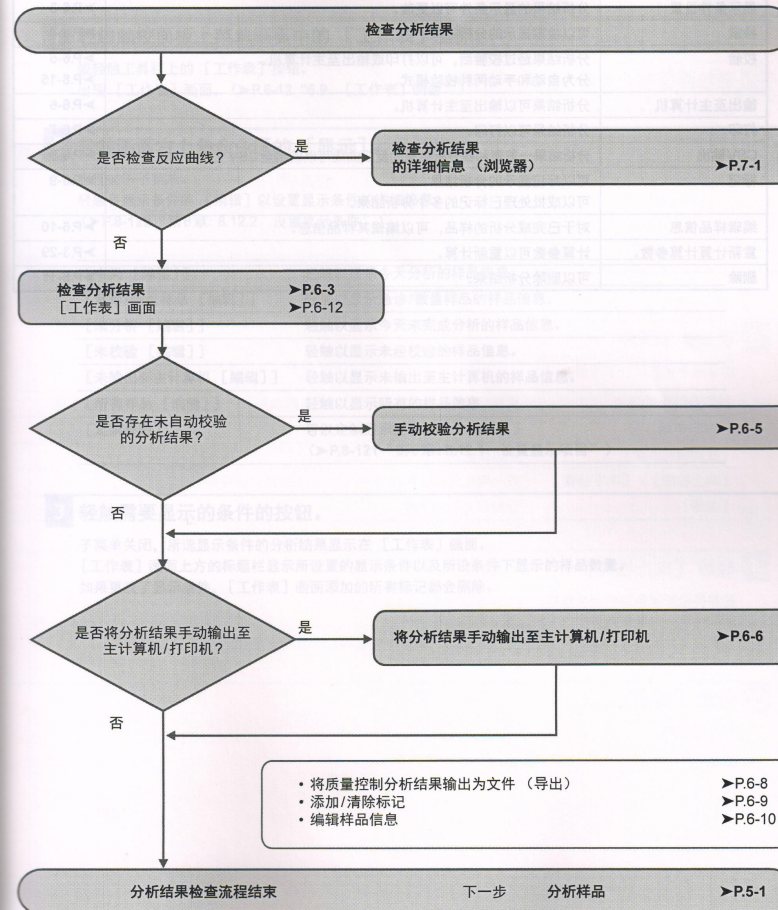 检查分析结果
是否检查反应曲线？
是
检查分析结果
的详细信息（浏览器） ➤P.7-1
否
检查分析结果 ➤P.6-3
［工作表］画面 ➤P.6-12
是否存在未自动校验
的分析结果？
是
手动校验分析结果 ➤P.6-5
否
是否将分析结果手动输出至
主计算机/打印机？
是
将分析结果手动输出至主计算机/打印机 ➤P.6-6
否
• 将质量控制分析结果输出为文件（导出） ➤P.6-8
• 添加/清除标记 ➤P.6-9
• 编辑样品信息 ➤P.6-10
分析结果检查流程结束 下一步 分析样品 ➤P.5-1